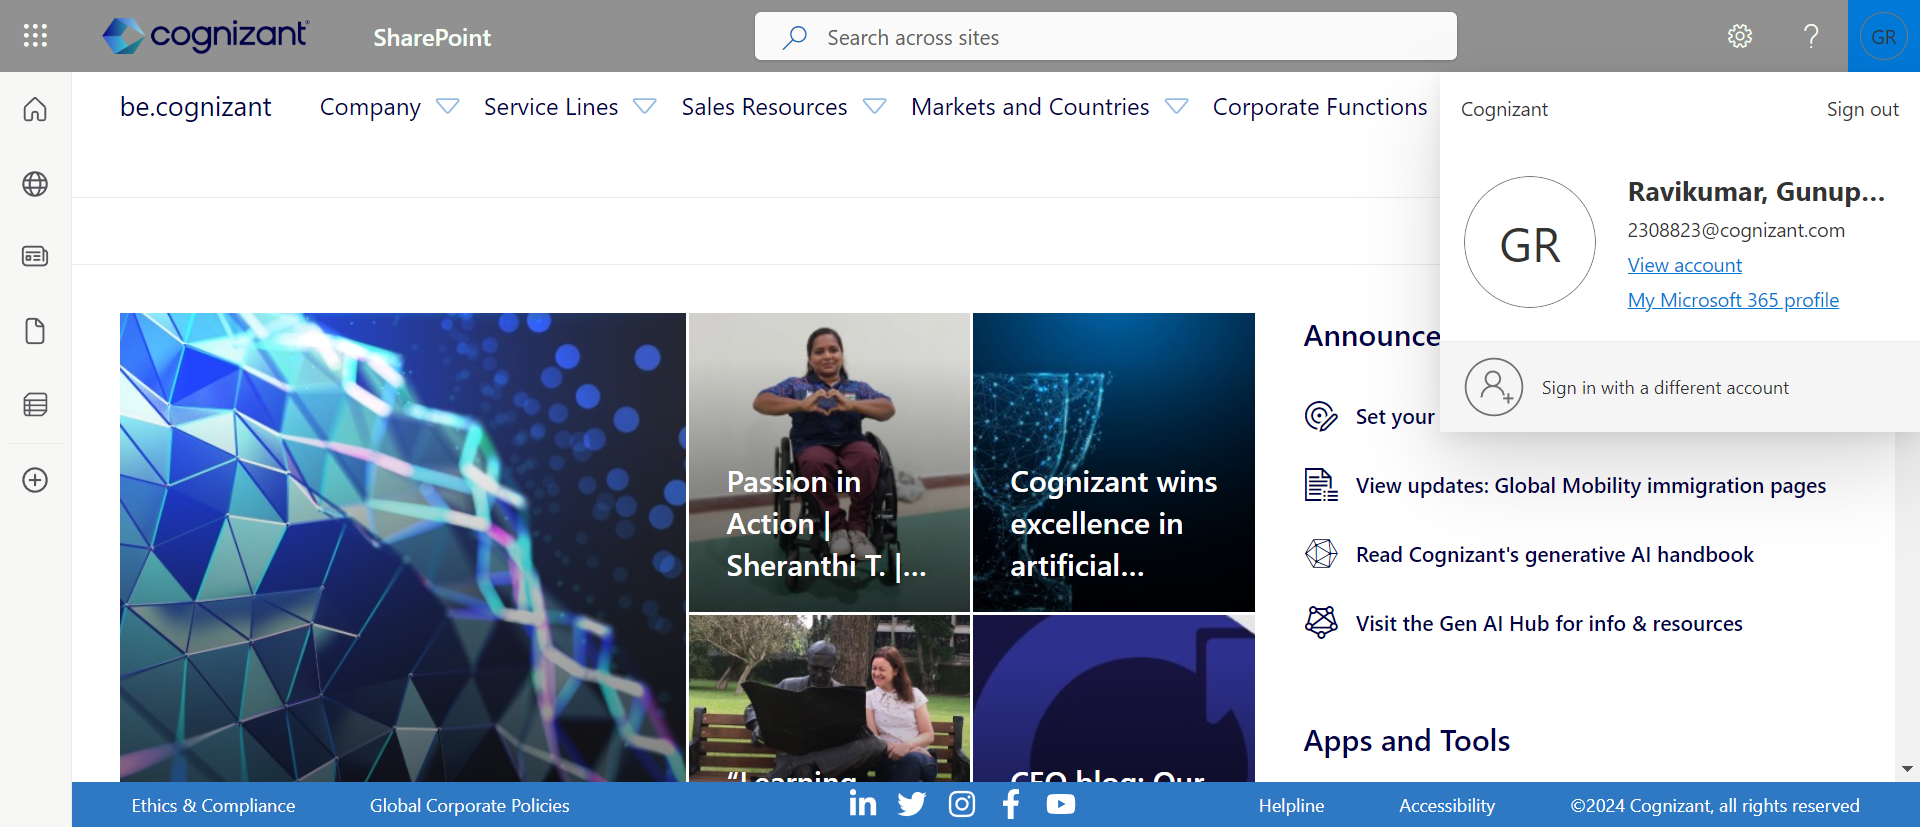 cognizant
SharePoint
Search across sites
?
GR
be.cognizant
Company
Service Lines
Sales Resources
Markets and Countries
Corporate Functions
Cognizant
Sign out
GR
Ravikumar, Gunup...
2308823@cognizant.com
View account
My Microsoft 365 profile
Sign in with a different account
Passion in
Action |
Sheranthi T. |...
Cognizant wins
excellence in
artificial...
"Learning
CEO blog: Our
Announce
Set your
View updates: Global Mobility immigration pages
Read Cognizant's generative AI handbook
Visit the Gen AI Hub for info & resources
Apps and Tools
Ethics & Compliance
Global Corporate Policies
Helpline
Accessibility
©2024 Cognizant, all rights reserved